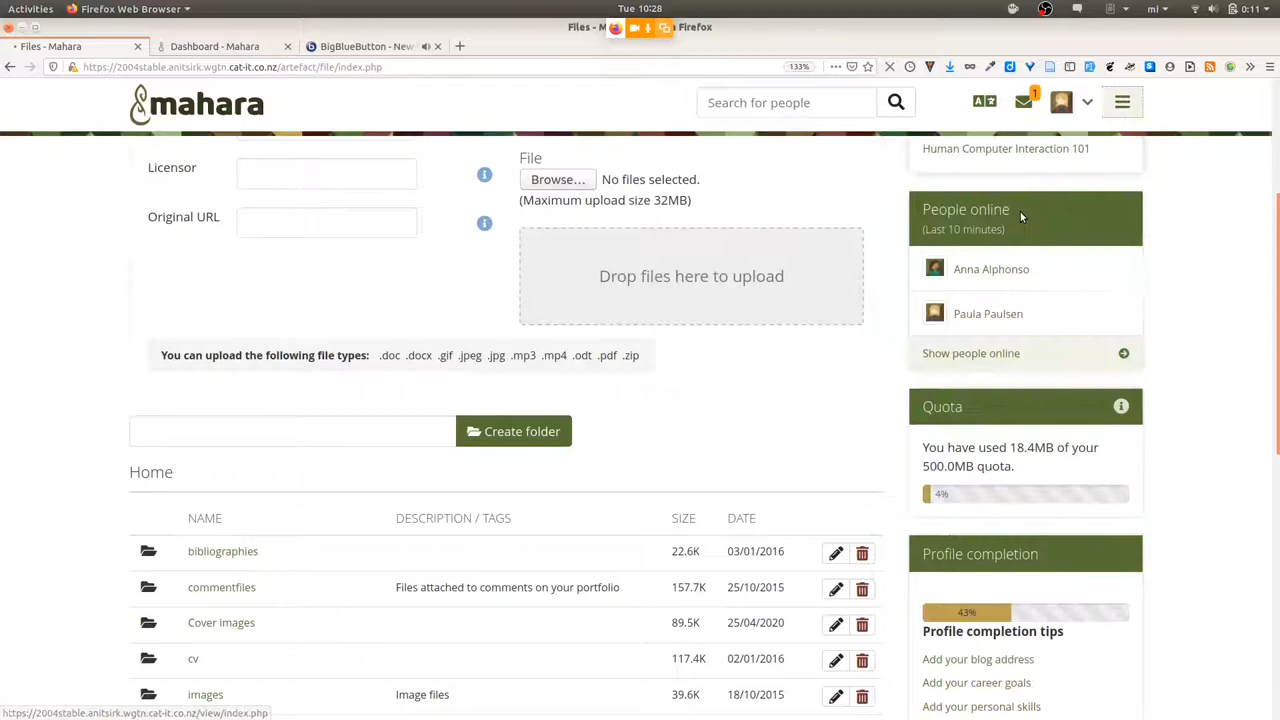 Activities
Firefox Web Browser
Tue 10:28
mi
0:11
Files - M
Firefox
Files - Mahara
Dashboard - Mahara
BigBlueButton - New
https://2004stable.anitsirk.wgtn.cat-it.co.nz/artefact/file/index.php
133%
mahara
Search for people
1
Licensor
File
Browse… No files selected.
(Maximum upload size 32MB)
Original URL
Drop files here to upload
You can upload the following file types: .doc .docx .gif .jpeg .jpg .mp3 .mp4 .odt .pdf .zip
Create folder
Home
NAME DESCRIPTION / TAGS SIZE DATE
bibliographies 22.6K 03/01/2016
commentfiles Files attached to comments on your portfolio 157.7K 25/10/2015
Cover images 89.5K 25/04/2020
cv 117.4K 02/01/2016
images Image files 39.6K 18/10/2015
Human Computer Interaction 101
People online
(Last 10 minutes)
Anna Alphonso
Paula Paulsen
Show people online
Quota
You have used 18.4MB of your
500.0MB quota.
4%
Profile completion
43%
Profile completion tips
Add your blog address
Add your career goals
Add your personal skills
https://2004stable.anitsirk.wgtn.cat-it.co.nz/view/index.php